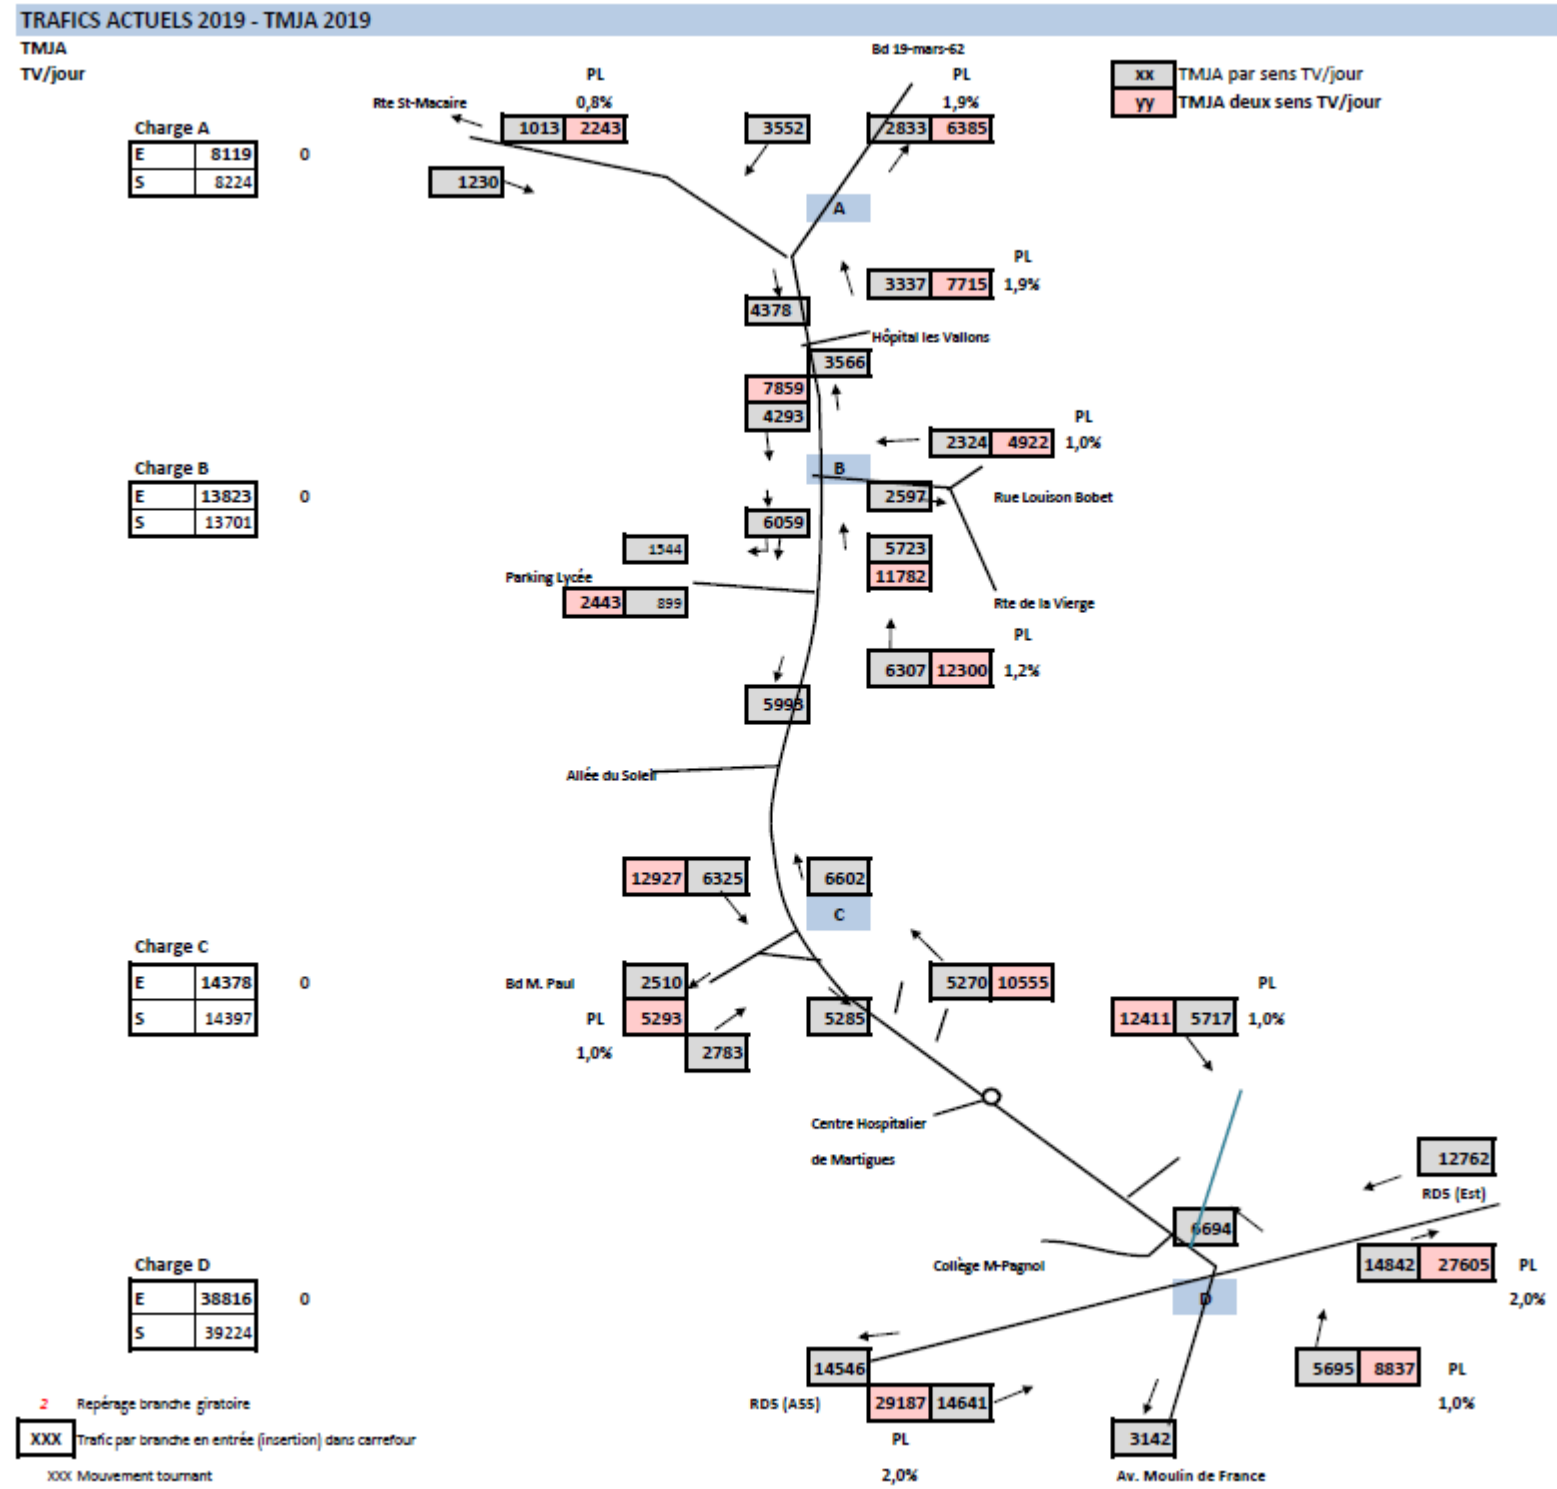 TRAFICS ACTUELS 2019 - TMJA 2019
TMJA
TV/jour
Bd 19-mars-62
PL
PL
xx TMJA par sens TV/jour
Rte St-Macaire
0,8%
1,9%
yy TMJA deux sens TV/jour
Charge A
1013 2243
3552
2833 6385
E 8119 0
S 8224
1230
A
PL
3337 7715 1,9%
4378
Hôpital les Vallons
3566
7859
4293
PL
2324 4922 1,0%
Charge B
B
E 13823 0
S 13701
2597
Rue Louison Bobet
6059
1544
5723
Parking Lycée
11782
2443 899
Rte de la Vierge
PL
6307 12300 1,2%
5993
Allée du Soleil
12927 6325
6602
C
Charge C
E 14378 0
S 14397
Bd M. Paul
2510
5270 10555
PL
PL
5293
5285
12411 5717 1,0%
1,0%
2783
Centre Hospitalier
de Martigues
12762
RD5 (Est)
6694
Charge D
Collège M-Pagnol
14842 27605 PL
E 38816 0
S 39224
D
2,0%
14546
5695 8837 PL
2 Repérage branche giratoire
RD5 (A55)
29187 14641
1,0%
XXX Trafic par branche en entrée (insertion) dans carrefour
PL
3142
XXX Mouvement tournant
2,0%
Av. Moulin de France